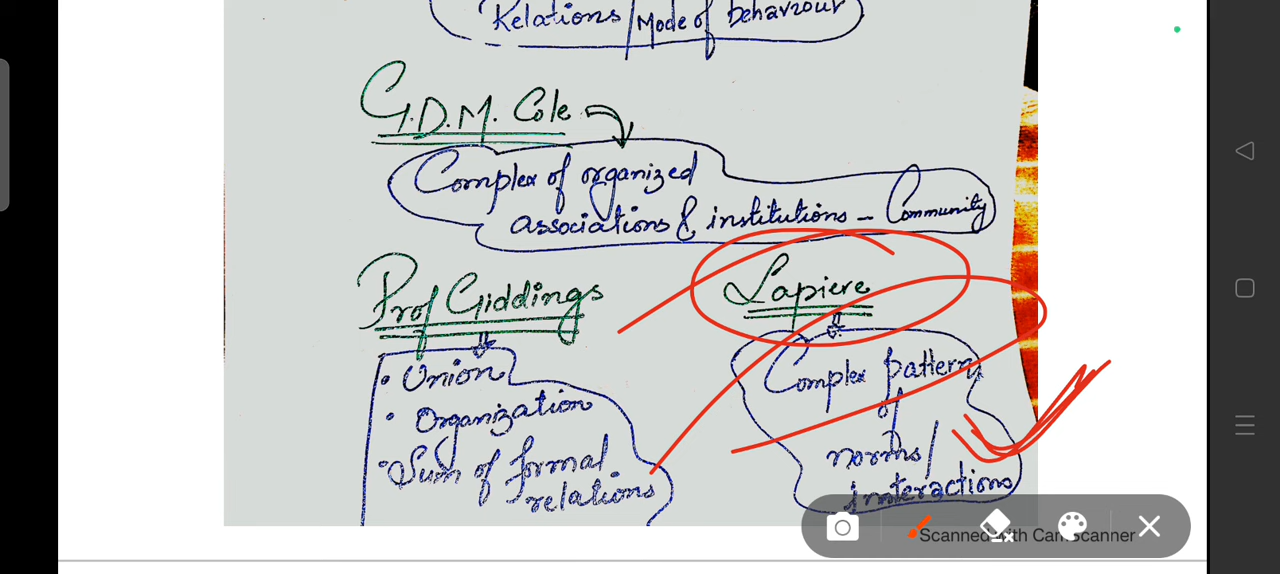 Relations/Mode of behaviour
G.D.M. Cole
Complex of organized
associations & institutions - Community
Prof Giddings
• Union
• Organization
• Sum of formal
relations
Lapiere
Complex pattern
of
norms/
interactions
Scanned with CamScanner